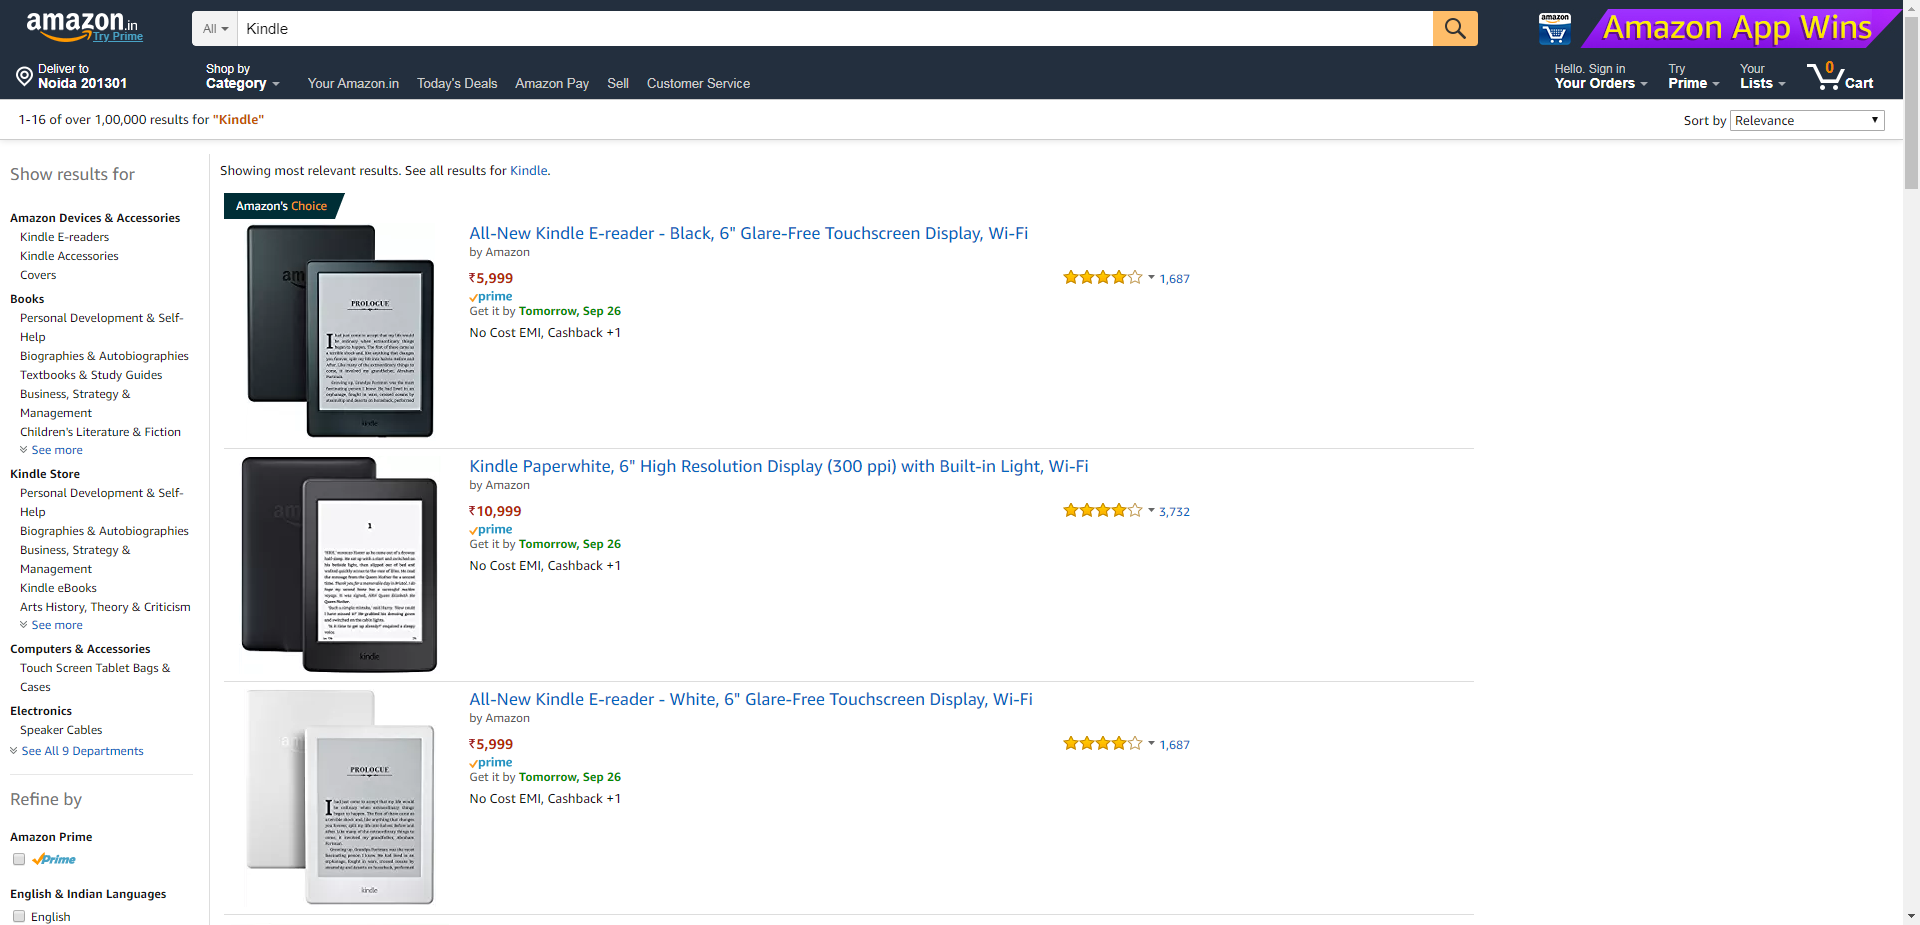 amazon.in
Try Prime
All
Kindle
amazon
Amazon App Wins
Deliver to
Noida 201301
Shop by
Category
Your Amazon.in
Today's Deals
Amazon Pay
Sell
Customer Service
Hello. Sign in
Your Orders
Try
Prime
Your
Lists
0
Cart
1-16 of over 1,00,000 results for "Kindle"
Sort by
Relevance
Show results for
Amazon Devices & Accessories
Kindle E-readers
Kindle Accessories
Covers
Books
Personal Development & Self-
Help
Biographies & Autobiographies
Textbooks & Study Guides
Business, Strategy &
Management
Children's Literature & Fiction
See more
Kindle Store
Personal Development & Self-
Help
Biographies & Autobiographies
Business, Strategy &
Management
Kindle eBooks
Arts History, Theory & Criticism
See more
Computers & Accessories
Touch Screen Tablet Bags &
Cases
Electronics
Speaker Cables
See All 9 Departments
Refine by
Amazon Prime
Prime
English & Indian Languages
English
Showing most relevant results. See all results for Kindle.
Amazon's Choice
PROLOGUE
kindle
All-New Kindle E-reader - Black, 6" Glare-Free Touchscreen Display, Wi-Fi
by Amazon
₹5,999
prime
Get it by Tomorrow, Sep 26
No Cost EMI, Cashback +1
1,687
1
kindle
Kindle Paperwhite, 6" High Resolution Display (300 ppi) with Built-in Light, Wi-Fi
by Amazon
₹10,999
prime
Get it by Tomorrow, Sep 26
No Cost EMI, Cashback +1
3,732
PROLOGUE
kindle
All-New Kindle E-reader - White, 6" Glare-Free Touchscreen Display, Wi-Fi
by Amazon
₹5,999
prime
Get it by Tomorrow, Sep 26
No Cost EMI, Cashback +1
1,687